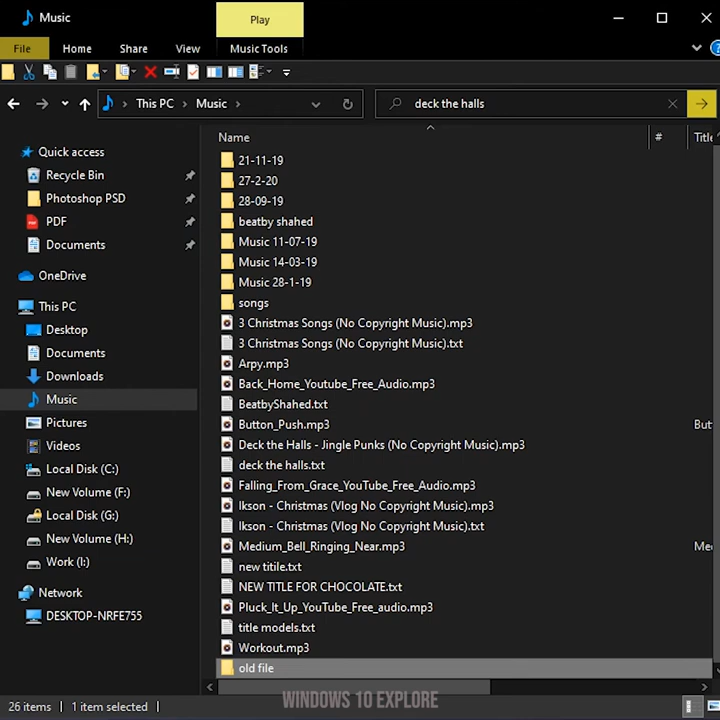 Music
Play
File
Home
Share
View
Music Tools
This PC > Music >
deck the halls
Name
#
Title
Quick access
Recycle Bin
Photoshop PSD
PDF
Documents
OneDrive
This PC
Desktop
Documents
Downloads
Music
Pictures
Videos
Local Disk (C:)
New Volume (F:)
Local Disk (G:)
New Volume (H:)
Work (I:)
Network
DESKTOP-NRFE755
21-11-19
27-2-20
28-09-19
beatby shahed
Music 11-07-19
Music 14-03-19
Music 28-1-19
songs
3 Christmas Songs (No Copyright Music).mp3
3 Christmas Songs (No Copyright Music).txt
Arpy.mp3
Back_Home_Youtube_Free_Audio.mp3
BeatbyShahed.txt
Button_Push.mp3 But
Deck the Halls - Jingle Punks (No Copyright Music).mp3
deck the halls.txt
Falling_From_Grace_YouTube_Free_Audio.mp3
Ikson - Christmas (Vlog No Copyright Music).mp3
Ikson - Christmas (Vlog No Copyright Music).txt
Medium_Bell_Ringing_Near.mp3 Me
new titile.txt
NEW TITLE FOR CHOCOLATE.txt
Pluck_It_Up_YouTube_Free_audio.mp3
title models.txt
Workout.mp3
old file
26 items
1 item selected
WINDOWS 10 EXPLORE